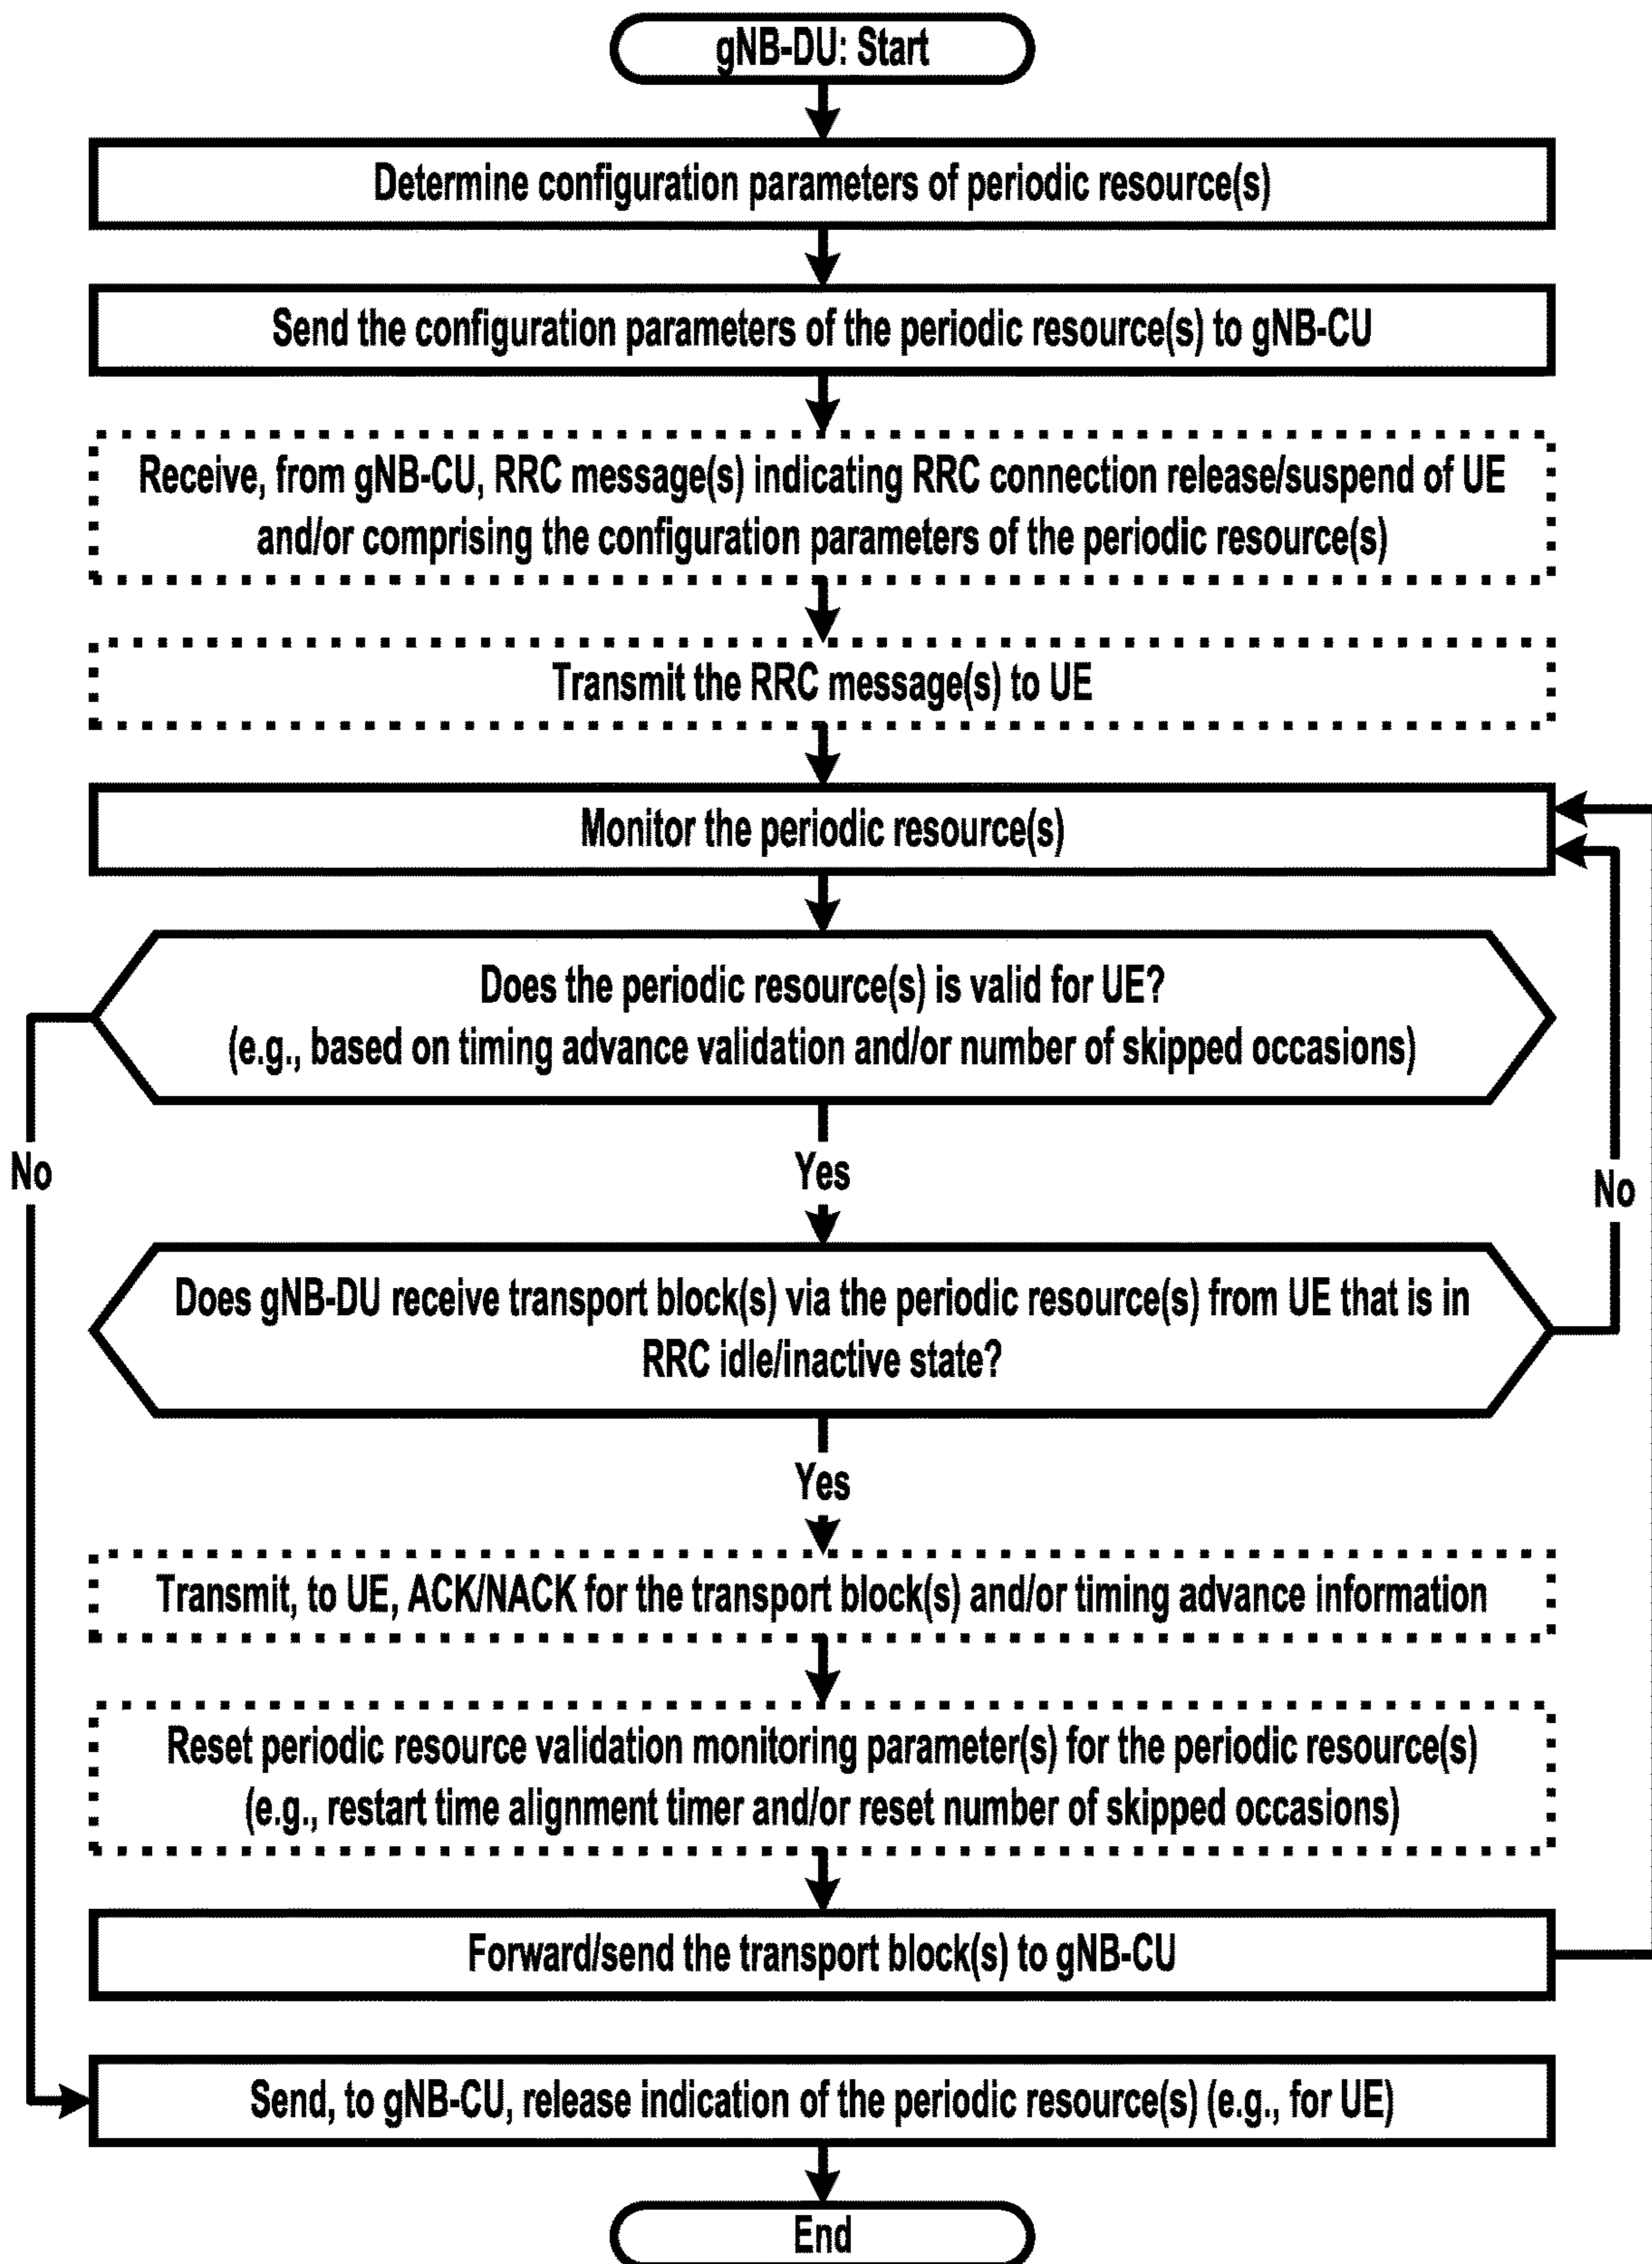 gNB-DU: Start
Determine configuration parameters of periodic resource(s)
Send the configuration parameters of the periodic resource(s) to gNB-CU
Receive, from gNB-CU, RRC message(s) indicating RRC connection release/suspend of UE
and/or comprising the configuration parameters of the periodic resource(s)
Transmit the RRC message(s) to UE
Monitor the periodic resource(s)
Does the periodic resource(s) is valid for UE?
(e.g., based on timing advance validation and/or number of skipped occasions)
No
Yes
No
Does gNB-DU receive transport block(s) via the periodic resource(s) from UE that is in
RRC idle/inactive state?
Yes
Transmit, to UE, ACK/NACK for the transport block(s) and/or timing advance information
Reset periodic resource validation monitoring parameter(s) for the periodic resource(s)
(e.g., restart time alignment timer and/or reset number of skipped occasions)
Forward/send the transport block(s) to gNB-CU
Send, to gNB-CU, release indication of the periodic resource(s) (e.g., for UE)
End